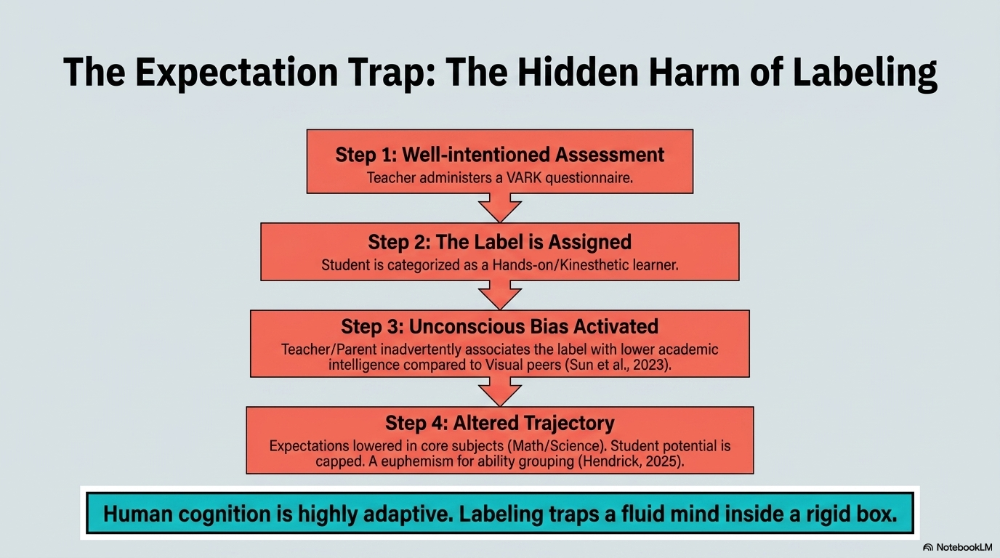 The Expectation Trap: The Hidden Harm of Labeling
Step 1: Well-intentioned Assessment
Teacher administers a VARK questionnaire.
Step 2: The Label is Assigned
Student is categorized as a Hands-on/Kinesthetic learner.
Step 3: Unconscious Bias Activated
Teacher/Parent inadvertently associates the label with lower academic
intelligence compared to Visual peers (Sun et al., 2023).
Step 4: Altered Trajectory
Expectations lowered in core subjects (Math/Science). Student potential is
capped. A euphemism for ability grouping (Hendrick, 2025).
Human cognition is highly adaptive. Labeling traps a fluid mind inside a rigid box.
NotebookLM